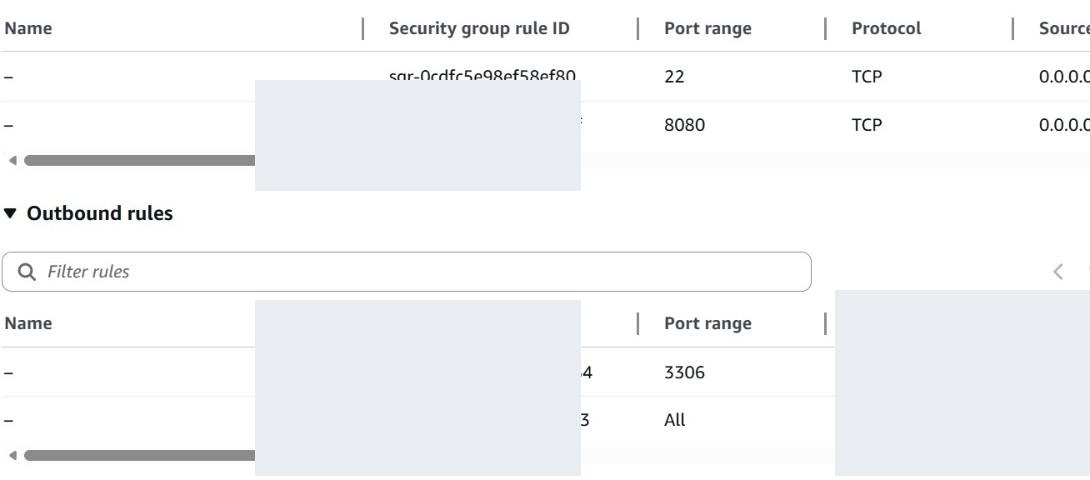 Name Security group rule ID Port range Protocol Source
– sgr-0cdfc5e98ef58ef80 22 TCP 0.0.0.0
– 8080 TCP 0.0.0.0
Outbound rules
Filter rules
Name Port range
– 4 3306
– 3 All